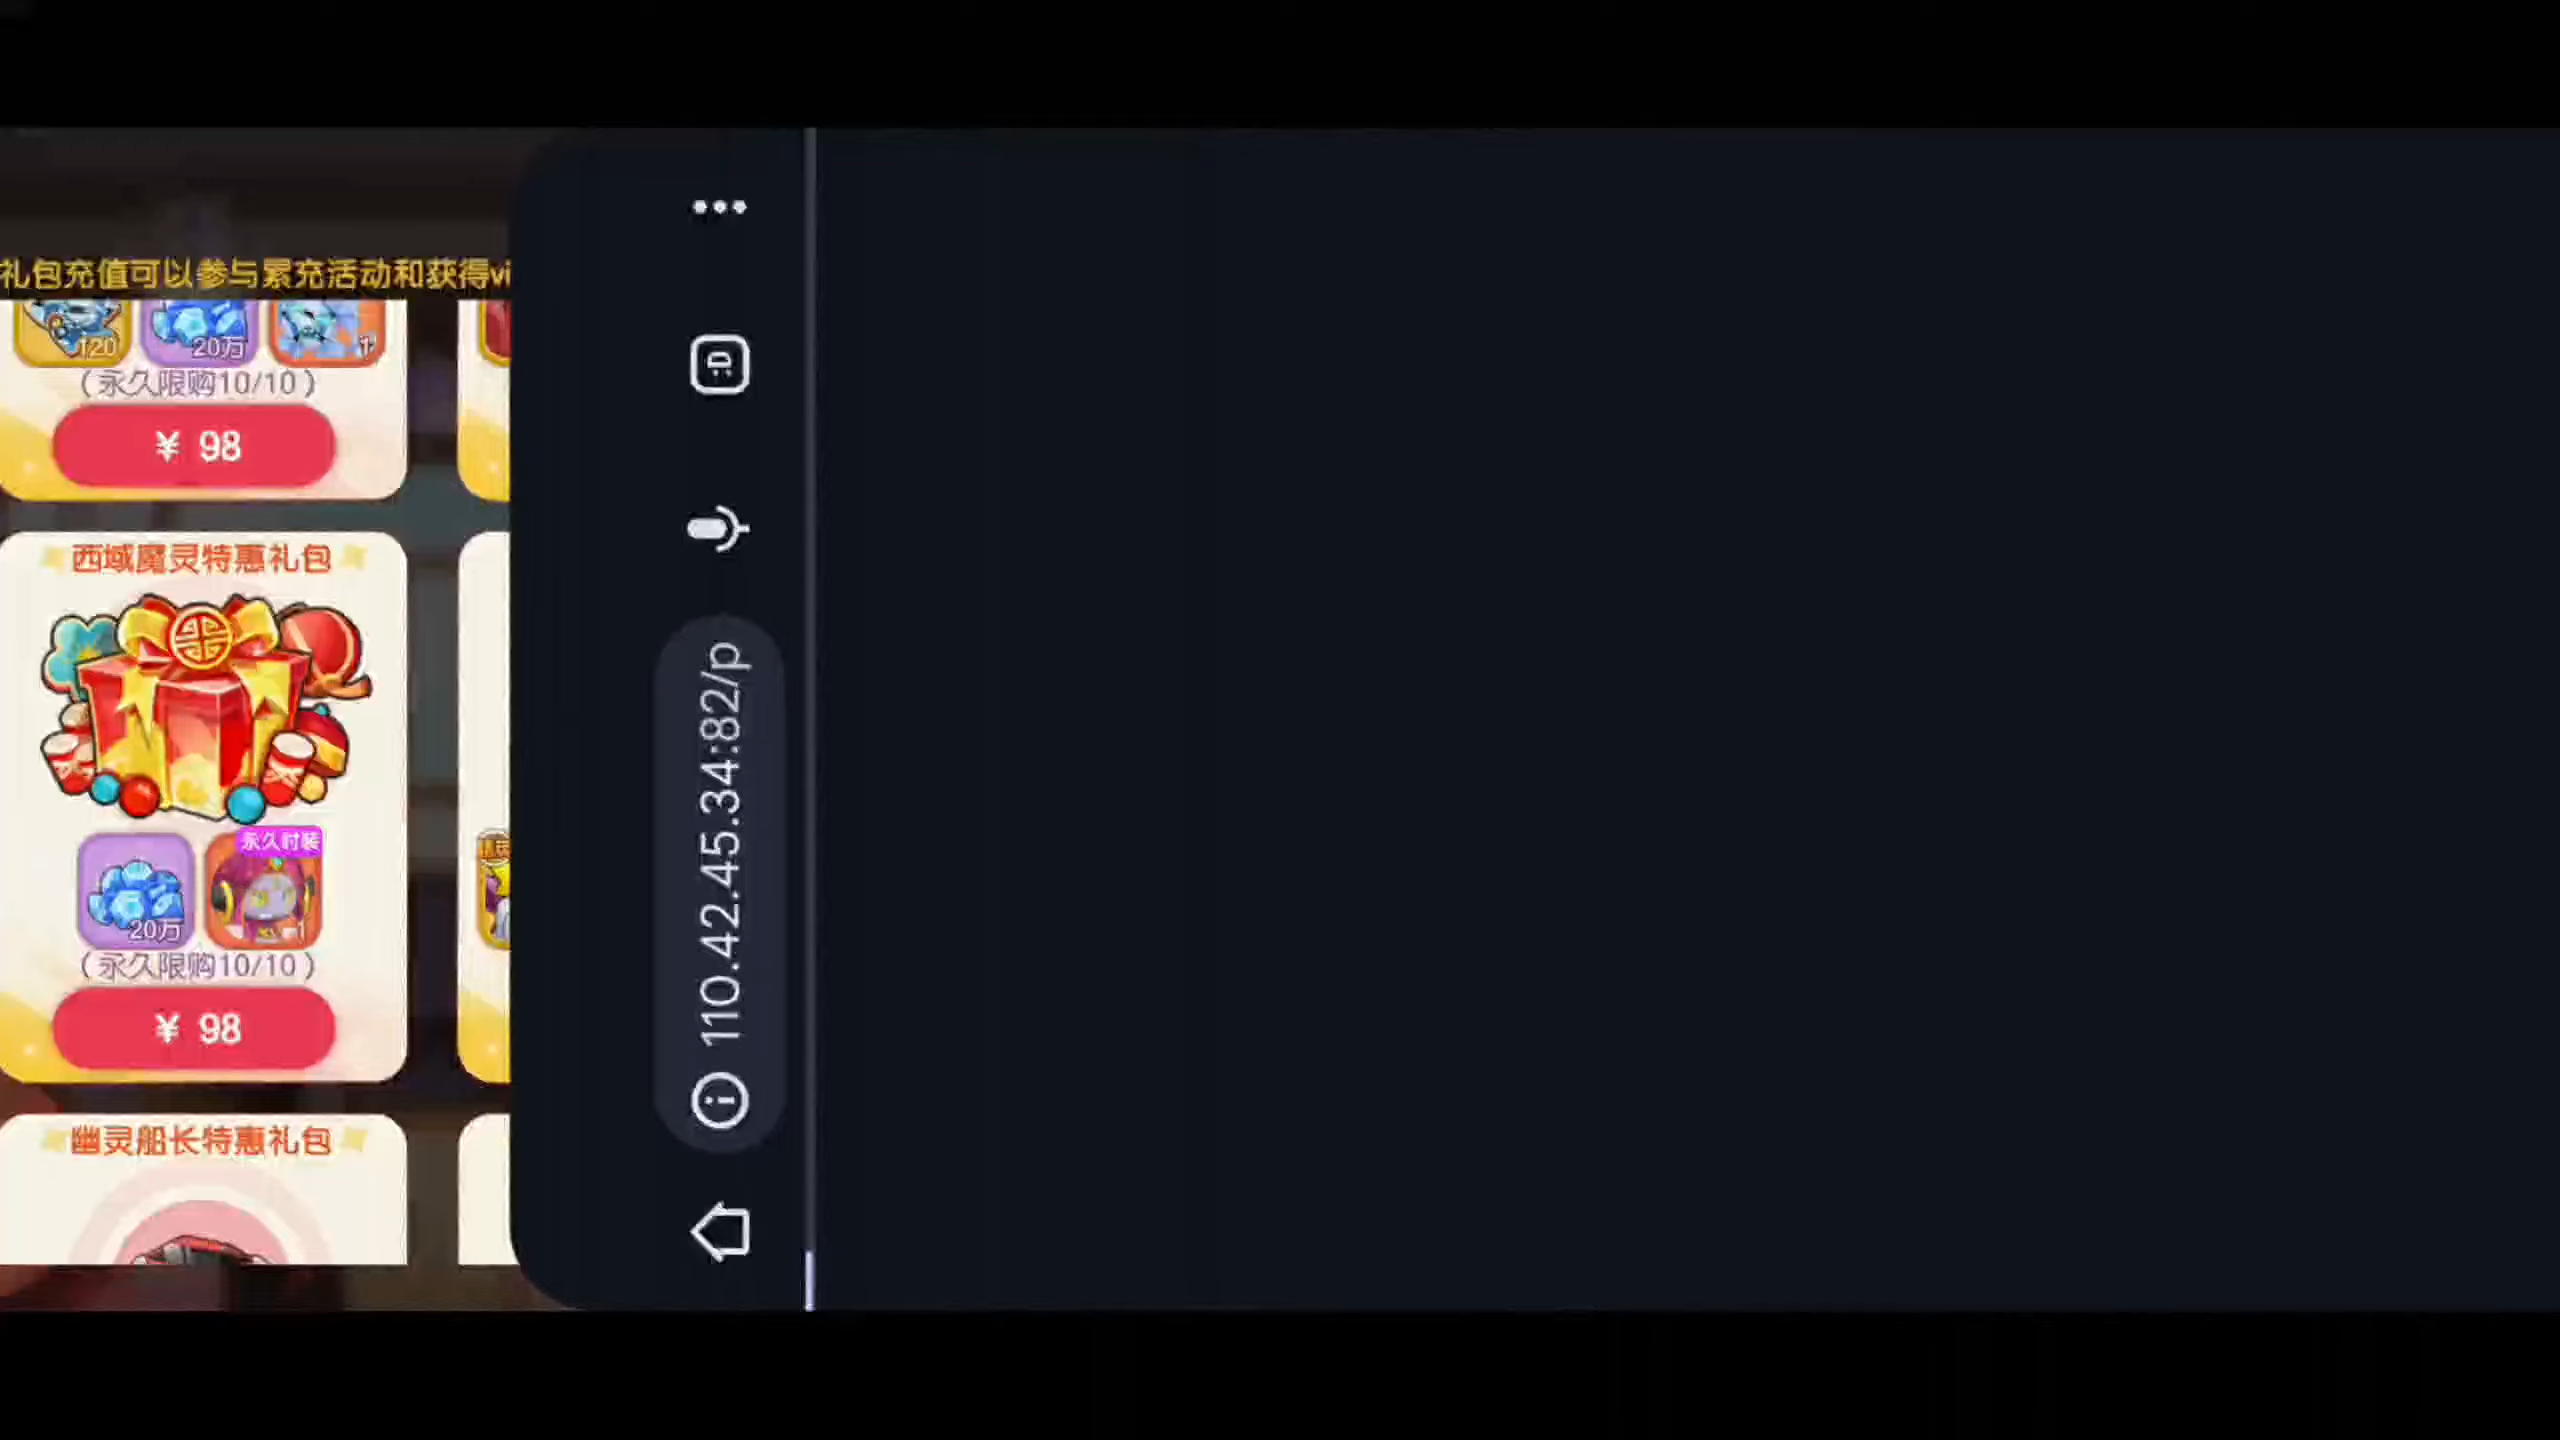 礼包充值可以参与累充活动和获得vi
120
20万
1
（永久限购10/10）
¥ 98
西域魔灵特惠礼包
永久时装
20万
1
（永久限购10/10）
¥ 98
幽灵船长特惠礼包
:D
110.42.45.34:82/p